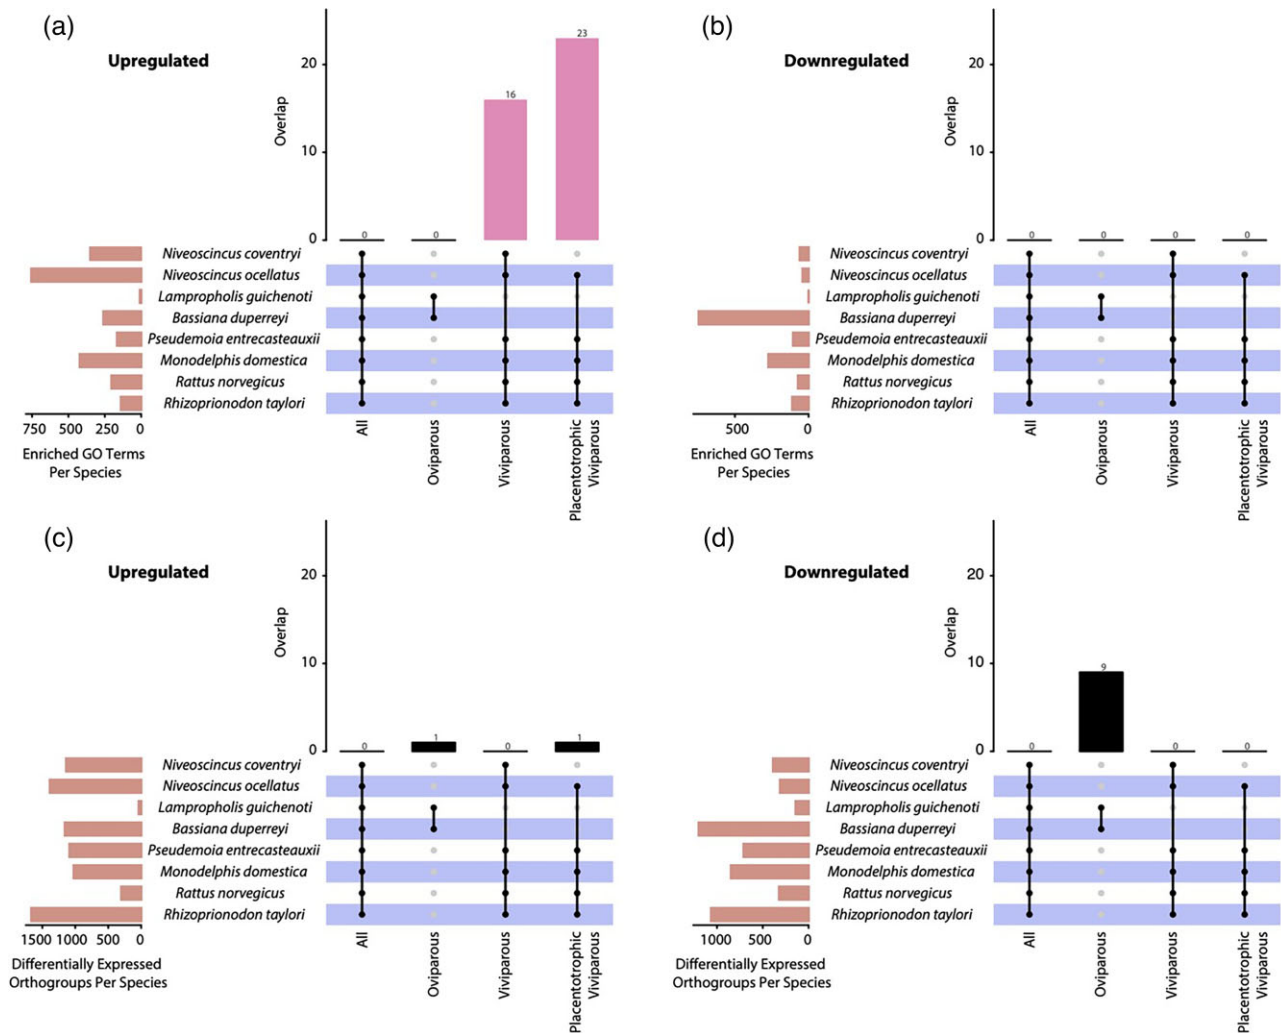 (a)
Upregulated
Overlap
20
10
0
0
0
16
23
Niveoscincus coventryi
Niveoscincus ocellatus
Lampropholis guichenoti
Bassiana duperreyi
Pseudemoia entrecasteauxii
Monodelphis domestica
Rattus norvegicus
Rhizoprionodon taylori
750 500 250 0
Enriched GO Terms
Per Species
All
Oviparous
Viviparous
Placentotrophic
Viviparous
(b)
Downregulated
Overlap
20
10
0
0
0
0
0
Niveoscincus coventryi
Niveoscincus ocellatus
Lampropholis guichenoti
Bassiana duperreyi
Pseudemoia entrecasteauxii
Monodelphis domestica
Rattus norvegicus
Rhizoprionodon taylori
500 0
Enriched GO Terms
Per Species
All
Oviparous
Viviparous
Placentotrophic
Viviparous
(c)
Upregulated
Overlap
20
10
0
0
1
0
1
Niveoscincus coventryi
Niveoscincus ocellatus
Lampropholis guichenoti
Bassiana duperreyi
Pseudemoia entrecasteauxii
Monodelphis domestica
Rattus norvegicus
Rhizoprionodon taylori
1500 1000 500 0
Differentially Expressed
Orthogroups Per Species
All
Oviparous
Viviparous
Placentotrophic
Viviparous
(d)
Downregulated
Overlap
20
10
0
0
9
0
0
Niveoscincus coventryi
Niveoscincus ocellatus
Lampropholis guichenoti
Bassiana duperreyi
Pseudemoia entrecasteauxii
Monodelphis domestica
Rattus norvegicus
Rhizoprionodon taylori
1000 500 0
Differentially Expressed
Orthogroups Per Species
All
Oviparous
Viviparous
Placentotrophic
Viviparous